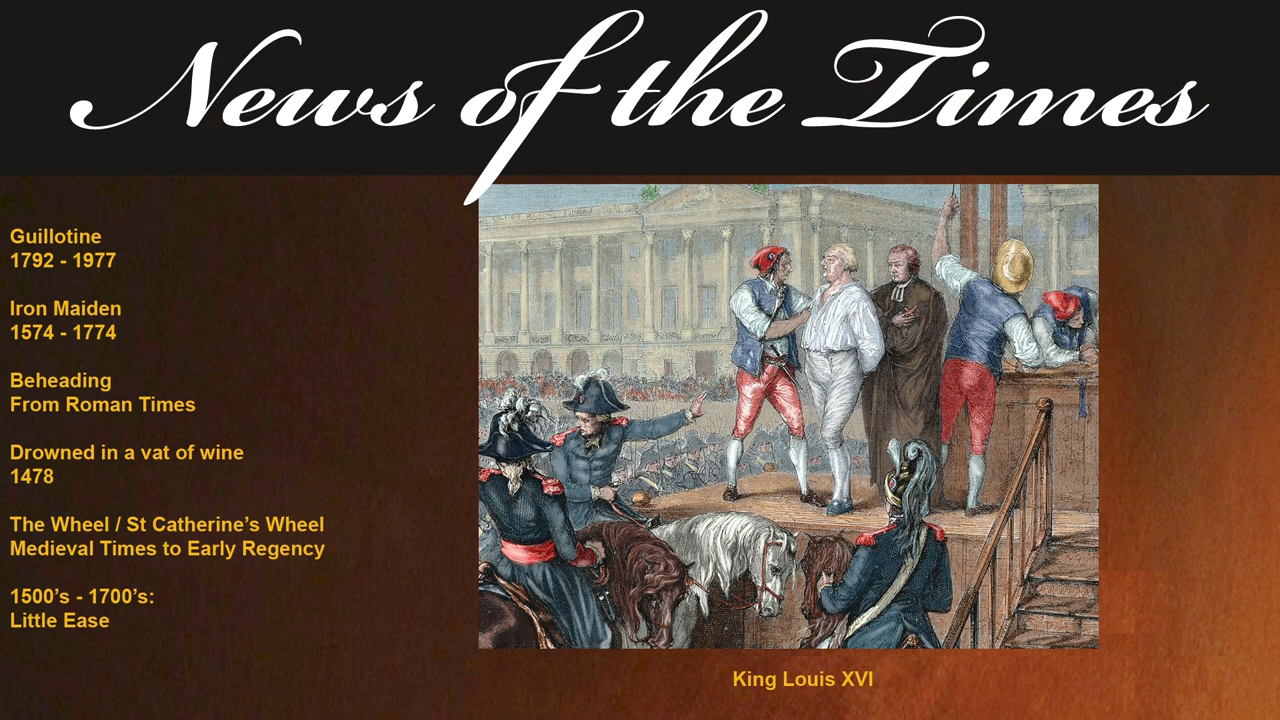 News of the Times
Guillotine
1792 - 1977
Iron Maiden
1574 - 1774
Beheading
From Roman Times
Drowned in a vat of wine
1478
The Wheel / St Catherine’s Wheel
Medieval Times to Early Regency
1500’s - 1700’s:
Little Ease
King Louis XVI